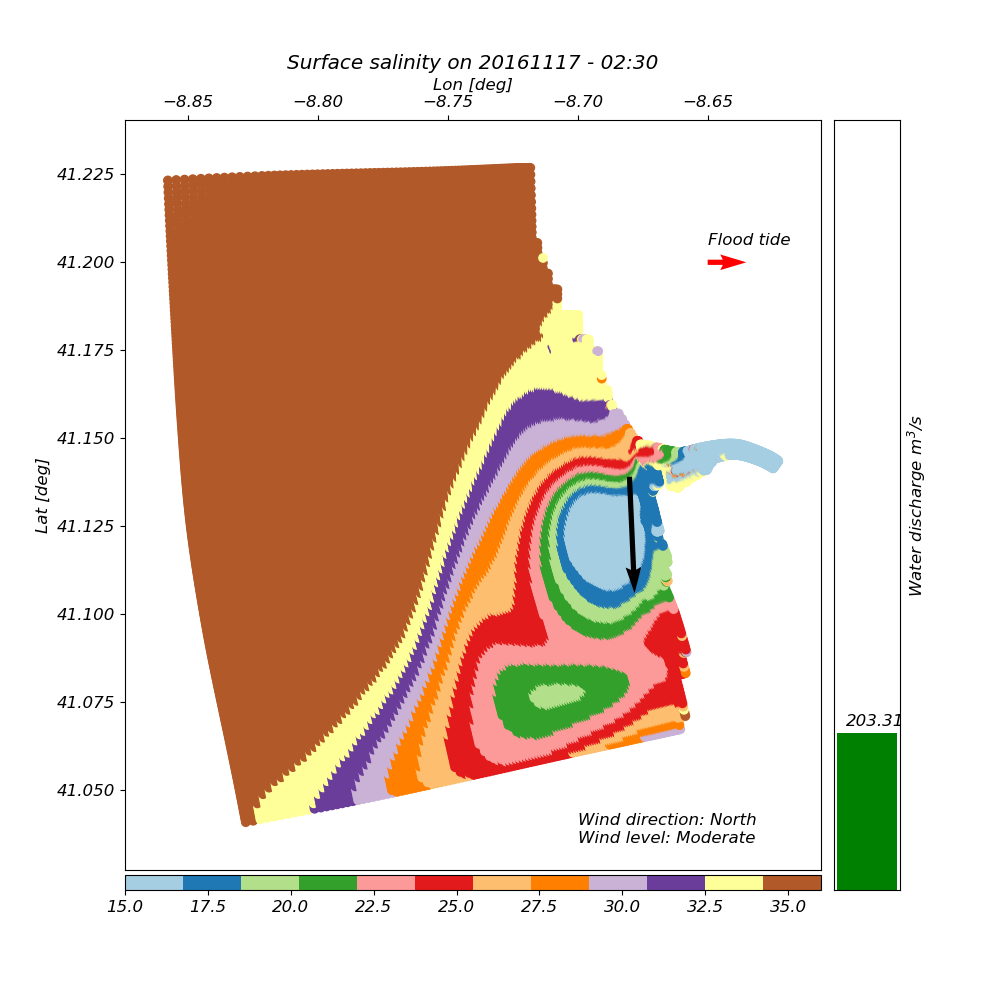 Surface salinity on 20161117 - 02:30
Lon [deg]
−8.85 −8.80 −8.75 −8.70 −8.65
41.225
41.200
41.175
41.150
41.125
41.100
41.075
41.050
Lat [deg]
Flood tide
Wind direction: North
Wind level: Moderate
15.0 17.5 20.0 22.5 25.0 27.5 30.0 32.5 35.0
203.31
Water discharge m³/s